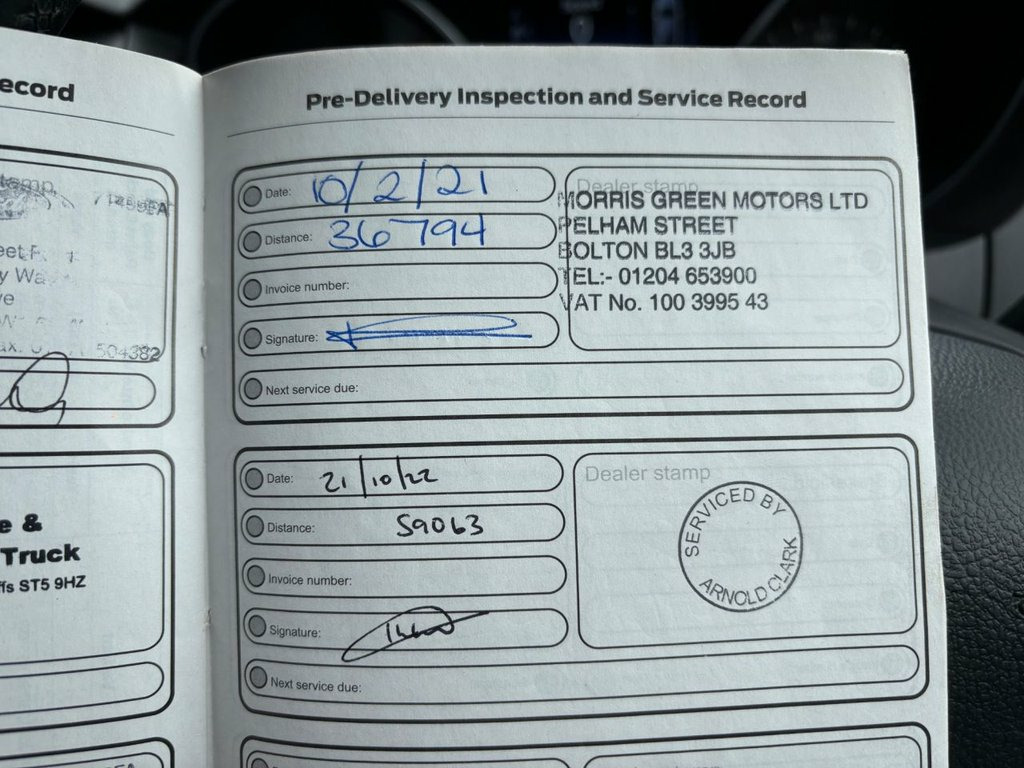 ecord
504382
e &
Truck
ffs ST5 9HZ
Pre-Delivery Inspection and Service Record
Date: 10/2/21
Distance: 36794
Invoice number:
Signature:
Next service due:
Dealer stamp
MORRIS GREEN MOTORS LTD
PELHAM STREET
BOLTON BL3 3JB
TEL:- 01204 653900
VAT No. 100 3995 43
Date: 21/10/22
Distance: 59063
Invoice number:
Signature:
Next service due:
Dealer stamp
SERVICED BY
ARNOLD CLARK